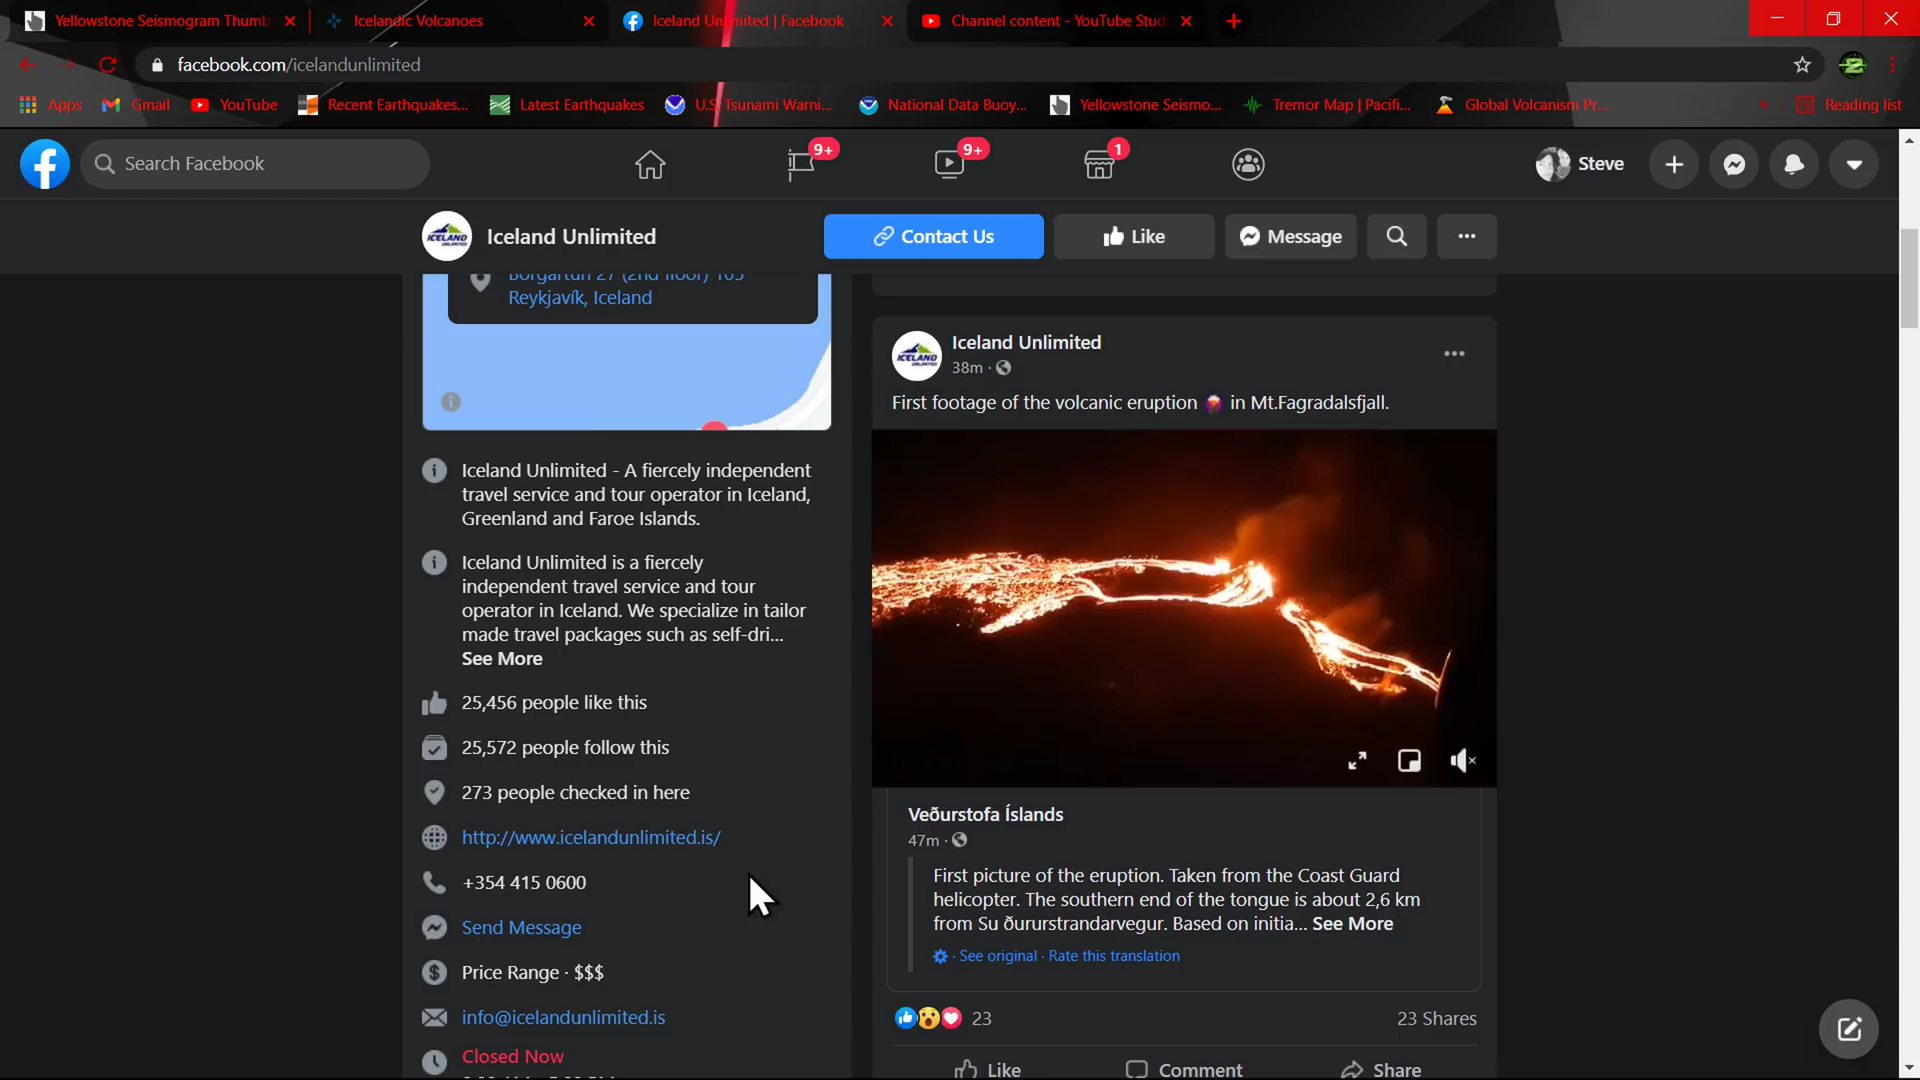 Yellowstone Seismogram Thumb
Icelandic Volcanoes
Iceland Unlimited | Facebook
Channel content - YouTube Stud
facebook.com/icelandunlimited
Apps
Gmail
YouTube
Recent Earthquakes...
Latest Earthquakes
U.S. Tsunami Warni...
National Data Buoy...
Yellowstone Seismo...
Tremor Map | Pacifi...
Global Volcanism Pr...
Reading list
Search Facebook
9+
9+
1
Steve
Iceland Unlimited
Contact Us
Like
Message
Borgartún 27 (2nd floor) 105
Reykjavík, Iceland
Iceland Unlimited - A fiercely independent
travel service and tour operator in Iceland,
Greenland and Faroe Islands.
Iceland Unlimited is a fiercely
independent travel service and tour
operator in Iceland. We specialize in tailor
made travel packages such as self-dri...
See More
25,456 people like this
25,572 people follow this
273 people checked in here
http://www.icelandunlimited.is/
+354 415 0600
Send Message
Price Range · $$$
info@icelandunlimited.is
Closed Now
Iceland Unlimited
38m ·
First footage of the volcanic eruption 🌋 in Mt.Fagradalsfjall.
Veðurstofa Íslands
47m ·
First picture of the eruption. Taken from the Coast Guard
helicopter. The southern end of the tongue is about 2,6 km
from Su ðururstrandarvegur. Based on initia... See More
· See original · Rate this translation
23
23 Shares
Like
Comment
Share